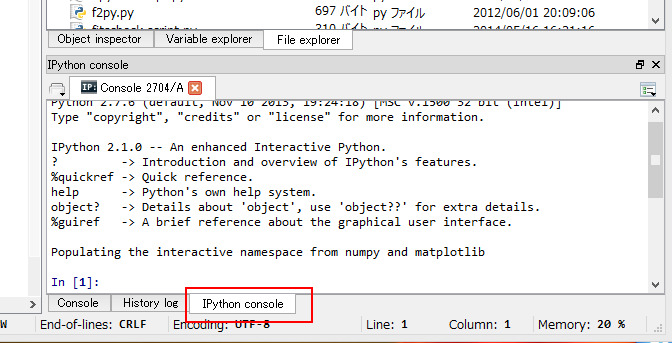 f2py.py 697 バイト py ファイル 2012/06/01 20:09:06
Object inspector Variable explorer File explorer
IPython console
IP: Console 2704/A
Python 2.7.6 (default, Nov 10 2013, 19:24:18) [MSC v.1500 32 bit (Intel)]
Type "copyright", "credits" or "license" for more information.
IPython 2.1.0 -- An enhanced Interactive Python.
? -> Introduction and overview of IPython's features.
%quickref -> Quick reference.
help -> Python's own help system.
object? -> Details about 'object', use 'object??' for extra details.
%guiref -> A brief reference about the graphical user interface.
Populating the interactive namespace from numpy and matplotlib
In [1]:
Console History log IPython console
W End-of-lines: CRLF Encoding: UTF-8 Line: 1 Column: 1 Memory: 20 %